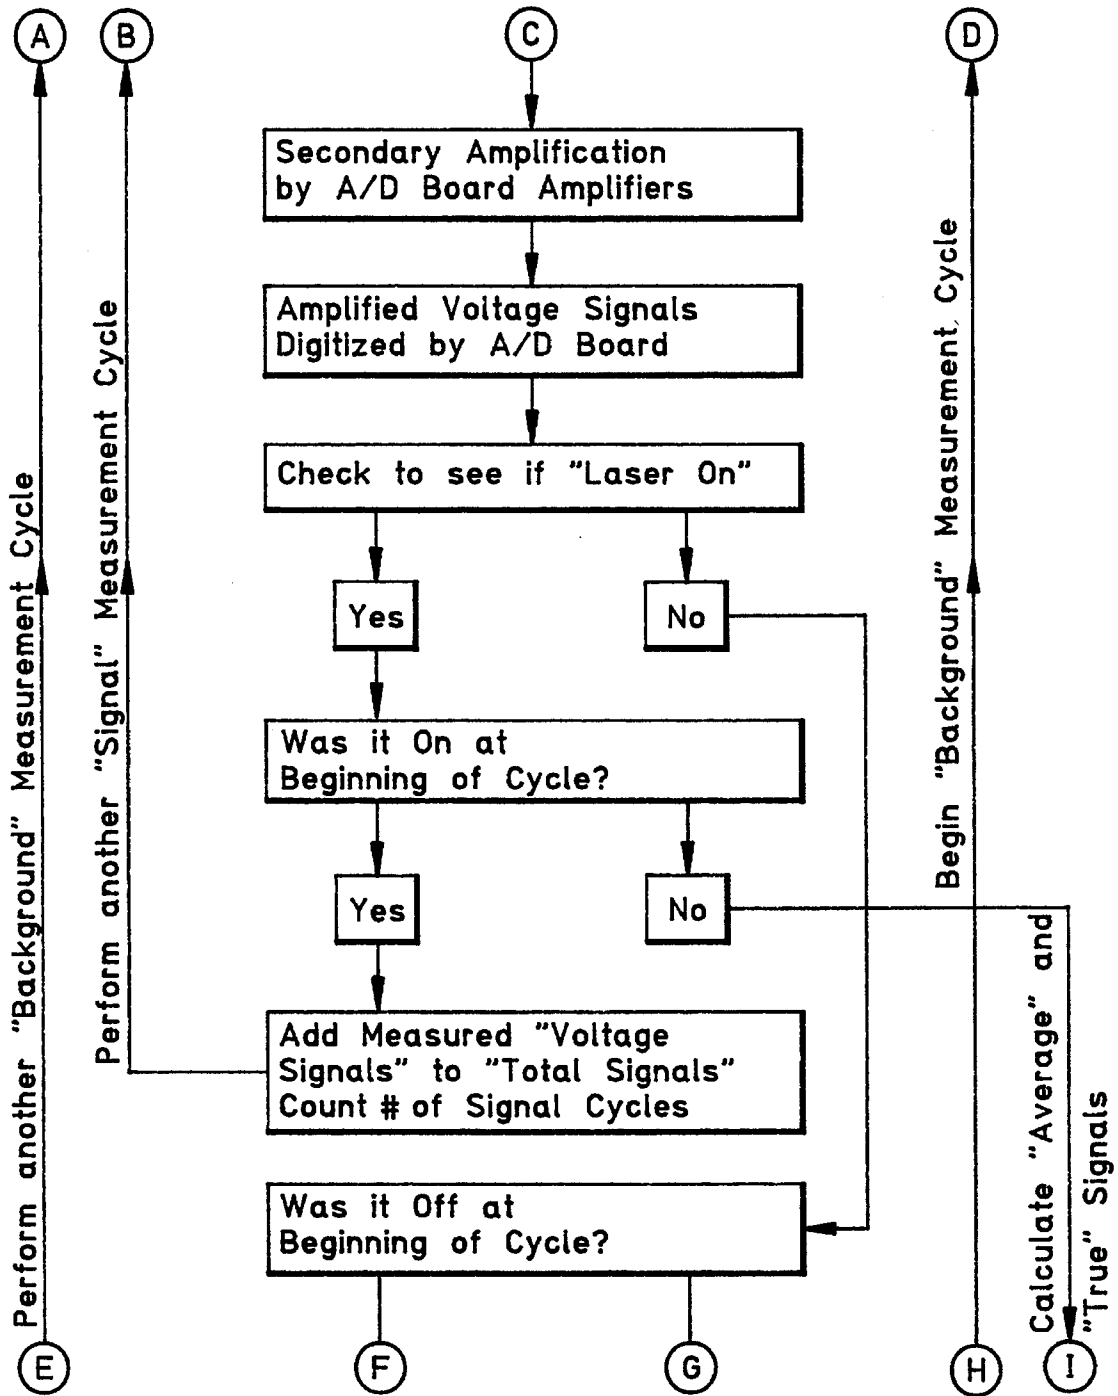 A
B
C
D
Secondary Amplification
by A/D Board Amplifiers
Amplified Voltage Signals
Digitized by A/D Board
Check to see if "Laser On"
Yes
No
Was it On at
Beginning of Cycle?
Yes
No
Add Measured "Voltage
Signals" to "Total Signals"
Count # of Signal Cycles
Was it Off at
Beginning of Cycle?
Perform another "Background" Measurement Cycle
Perform another "Signal" Measurement Cycle
Begin "Background" Measurement Cycle
Calculate "Average" and
"True" Signals
E
F
G
H
I